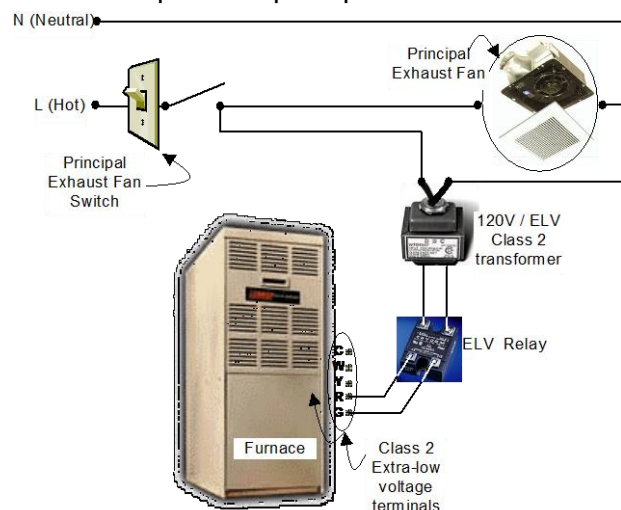 N (Neutral)
Principal
Exhaust Fan
L (Hot)
Principal
Exhaust Fan
Switch
120V / ELV
Class 2
transformer
ELV Relay
C
W
Y
R
G
Furnace
Class 2
Extra-low
voltage
terminals